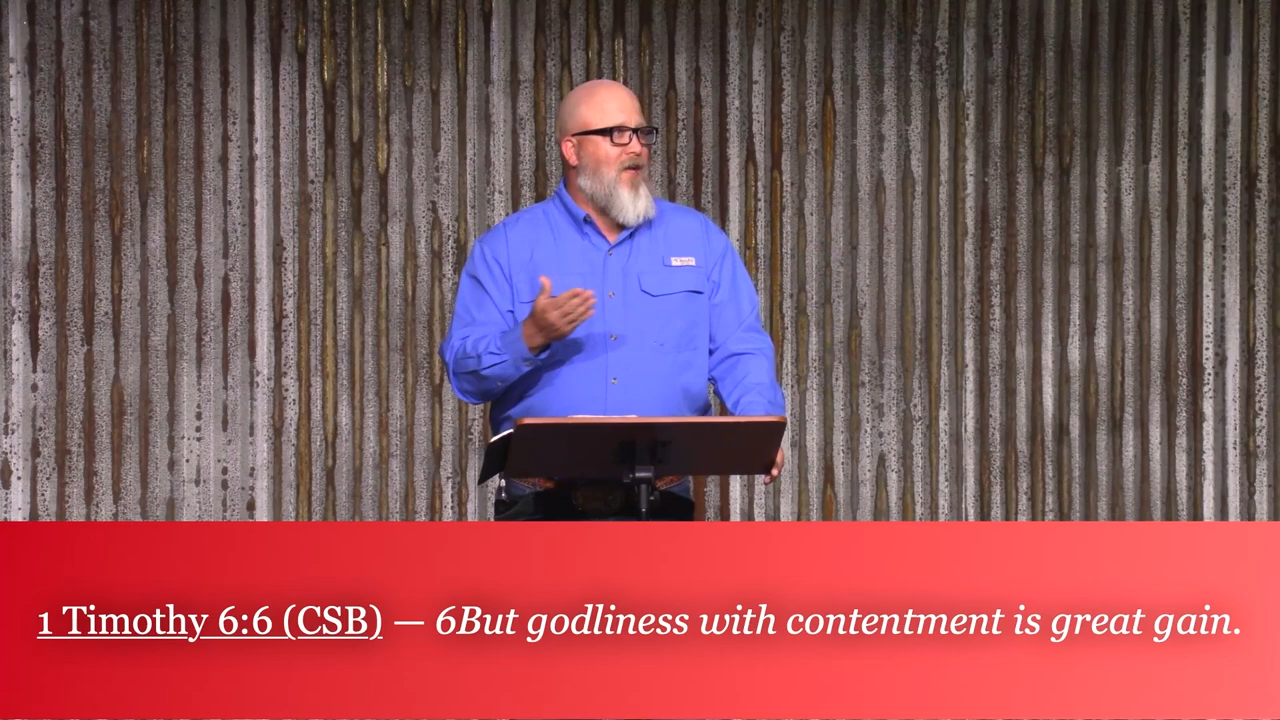 1 Timothy 6:6 (CSB) — 6But godliness with contentment is great gain.